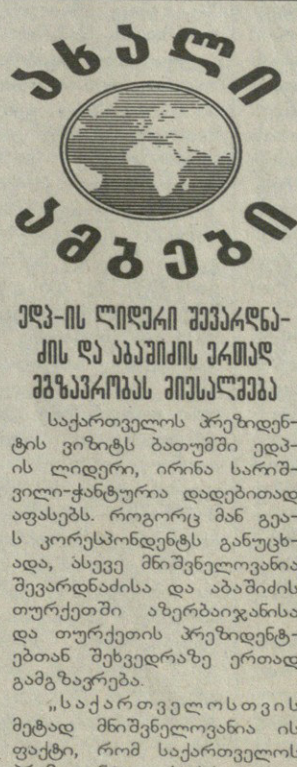 ახალი
ამბები
ედპ-ის ლიდერი შევარდნა-
ძის და აბაშიძის ერთად
მგზავრობას მიესალმება
საქართველოს პრეზიდენ-
ტის ვიზიტს ბათუმში ედპ-
ის ლიდერი, ირინა სარიშ-
ვილი-ჭანტურია დადებითად
აფასებს. როგორც მან გეა-
ს კორესპონდენტს განუცხ-
ადა, ასევე მნიშვნელოვანია
შევარდნაძისა და აბაშიძის
თურქეთში აზერბაიჯანისა
და თურქეთის პრეზიდენტ-
ებთან შეხვედრაზე ერთად
გამგზავრება.
„საქართველოსთვის
მეტად მნიშვნელოვანია ის
ფაქტი, რომ საქართველოს